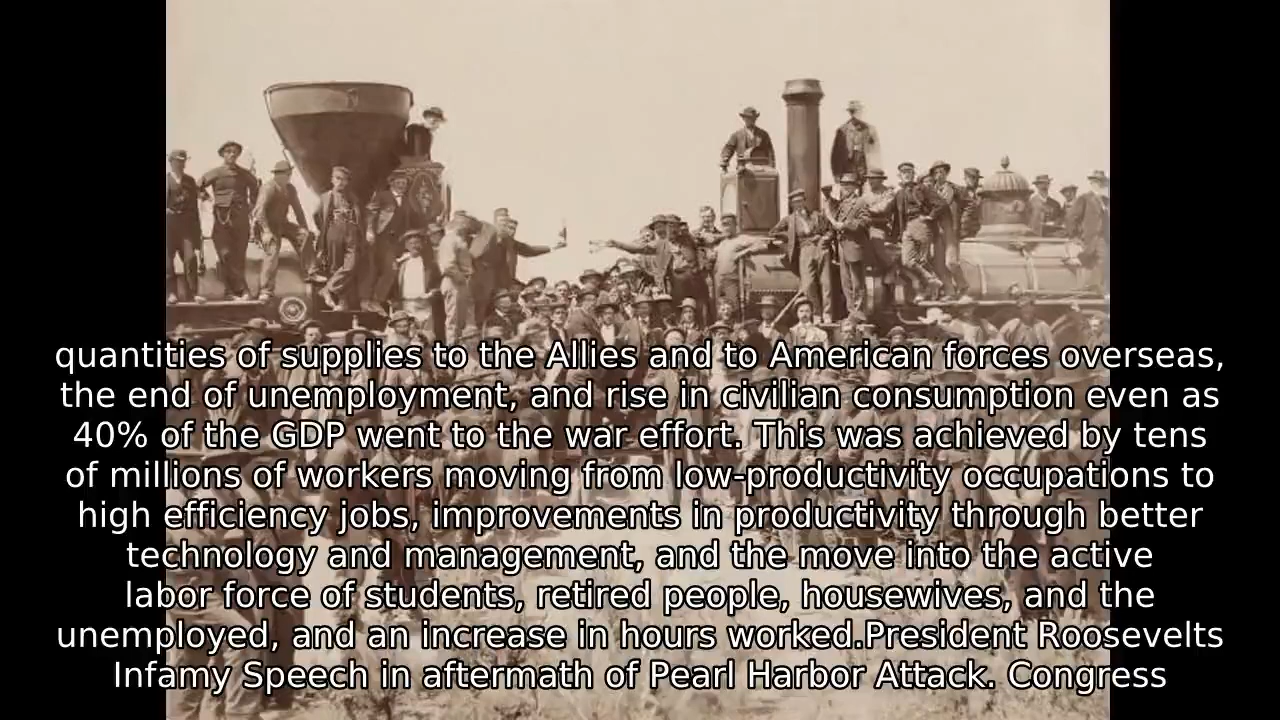 quantities of supplies to the Allies and to American forces overseas,
the end of unemployment, and rise in civilian consumption even as
40% of the GDP went to the war effort. This was achieved by tens
of millions of workers moving from low-productivity occupations to
high efficiency jobs, improvements in productivity through better
technology and management, and the move into the active
labor force of students, retired people, housewives, and the
unemployed, and an increase in hours worked.President Roosevelts
Infamy Speech in aftermath of Pearl Harbor Attack. Congress